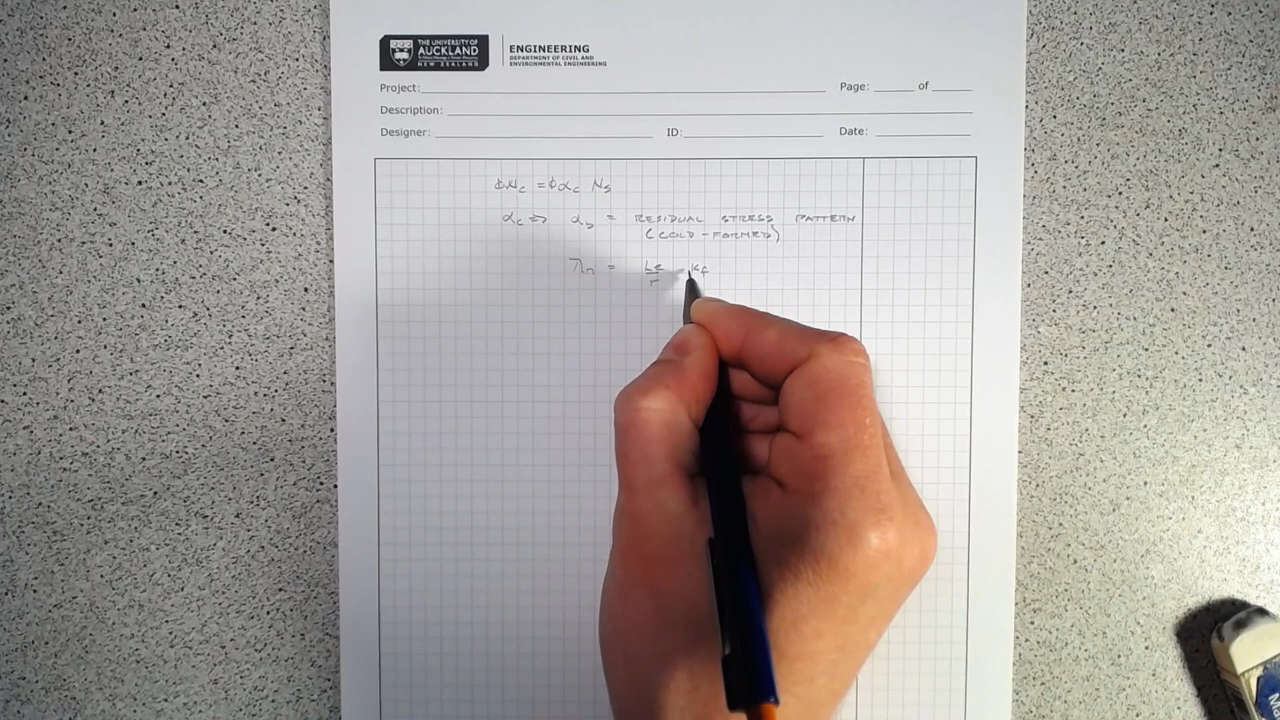 THE UNIVERSITY OF
AUCKLAND
NEW ZEALAND
ENGINEERING
DEPARTMENT OF CIVIL AND
ENVIRONMENTAL ENGINEERING
Project:
Page: of
Description:
Designer: ID: Date:
ϕNc = ϕαc Ns
αc ⇒ αb = RESIDUAL STRESS PATTERN
(COLD-FORMED)
λn = Le/r kf